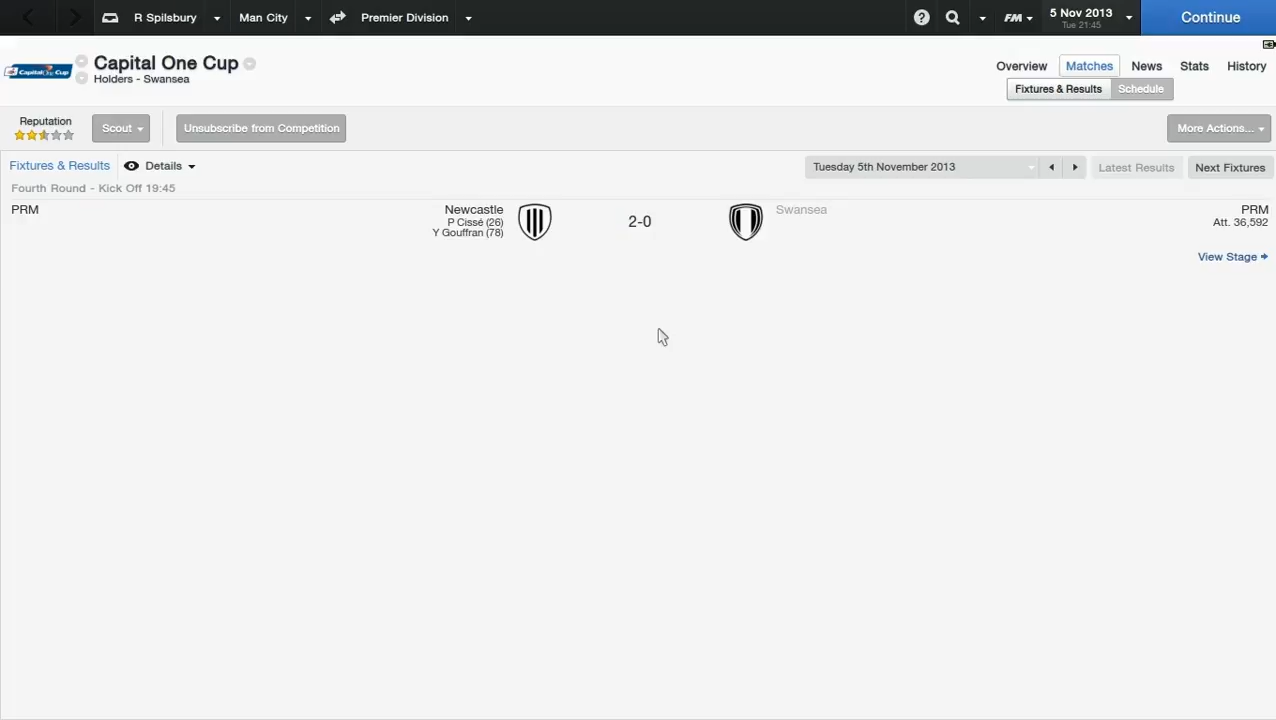 R Spilsbury Man City Premier Division FM 5 Nov 2013 Continue
Tue 21:45
Capital One Cup
Capital One Cup
Holders - Swansea
Overview Matches News Stats History
Fixtures & Results Schedule
Reputation
Scout Unsubscribe from Competition More Actions...
Fixtures & Results Details Tuesday 5th November 2013 Latest Results Next Fixtures
Fourth Round - Kick Off 19:45
PRM Newcastle 2-0 Swansea PRM
P Cissé (26) Att. 36,592
Y Gouffran (78)
View Stage